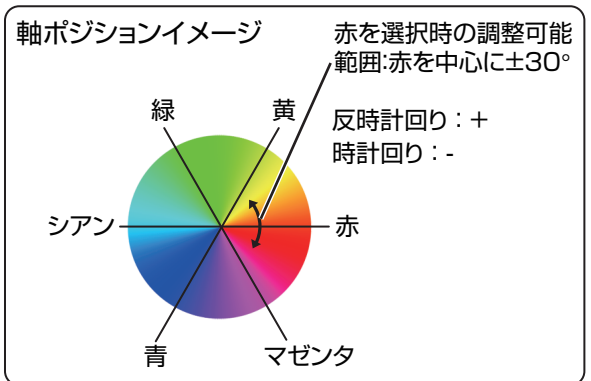 軸ポジションイメージ
赤を選択時の調整可能
範囲:赤を中心に±30°
反時計回り：+
時計回り：-
緑
黄
シアン
赤
青
マゼンタ